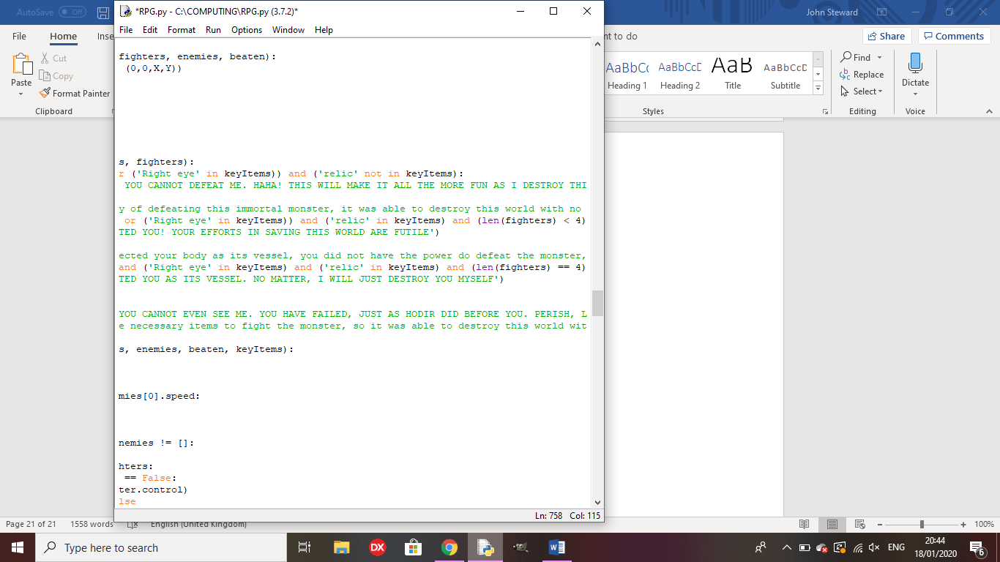 AutoSave Off
*RPG.py - C:\COMPUTING\RPG.py (3.7.2)*
John Steward
File Edit Format Run Options Window Help
File Home Inse
nt to do
Share Comments
Paste
Cut
Copy
Format Painter
Clipboard
AaBbCc AaBbCcD AaB AaBbCcD
Heading 1 Heading 2 Title Subtitle
Styles
Find
Replace
Select
Editing
Dictate
Voice
fighters, enemies, beaten):
(0,0,X,Y))
s, fighters):
r ('Right eye' in keyItems)) and ('relic' not in keyItems):
YOU CANNOT DEFEAT ME. HAHA! THIS WILL MAKE IT ALL THE MORE FUN AS I DESTROY THI
y of defeating this immortal monster, it was able to destroy this world with no
or ('Right eye' in keyItems)) and ('relic' in keyItems) and (len(fighters) < 4)
TED YOU! YOUR EFFORTS IN SAVING THIS WORLD ARE FUTILE')
ected your body as its vessel, you did not have the power do defeat the monster,
and ('Right eye' in keyItems) and ('relic' in keyItems) and (len(fighters) == 4)
TED YOU AS ITS VESSEL. NO MATTER, I WILL JUST DESTROY YOU MYSELF')
YOU CANNOT EVEN SEE ME. YOU HAVE FAILED, JUST AS HODIR DID BEFORE YOU. PERISH, L
e necessary items to fight the monster, so it was able to destroy this world wit
s, enemies, beaten, keyItems):
mies[0].speed:
nemies != []:
hters:
== False:
ter.control)
lse
Ln: 758 Col: 115
Page 21 of 21 1558 words English (United Kingdom) 100%
Type here to search
DX
ENG
20:44
18/01/2020
6